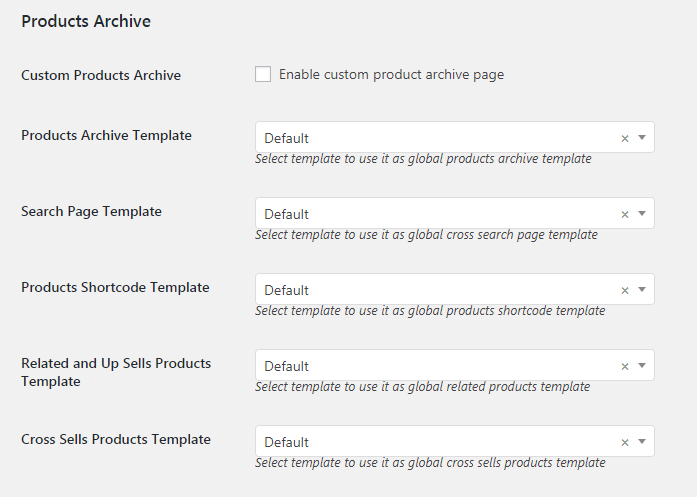 Products Archive
Custom Products Archive
Enable custom product archive page
Products Archive Template
Default
Select template to use it as global products archive template
Search Page Template
Default
Select template to use it as global cross search page template
Products Shortcode Template
Default
Select template to use it as global products shortcode template
Related and Up Sells Products
Template
Default
Select template to use it as global related products template
Cross Sells Products Template
Default
Select template to use it as global cross sells products template